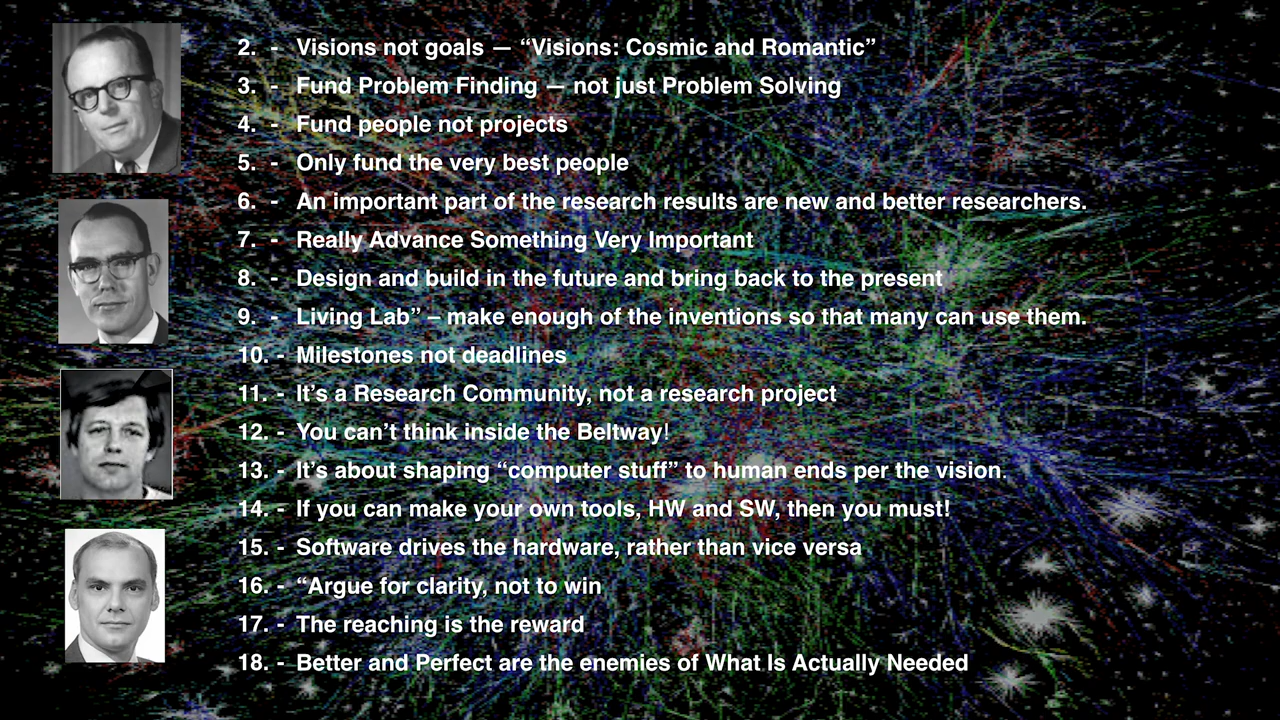 2. - Visions not goals — “Visions: Cosmic and Romantic”
3. - Fund Problem Finding — not just Problem Solving
4. - Fund people not projects
5. - Only fund the very best people
6. - An important part of the research results are new and better researchers.
7. - Really Advance Something Very Important
8. - Design and build in the future and bring back to the present
9. - Living Lab” – make enough of the inventions so that many can use them.
10. - Milestones not deadlines
11. - It’s a Research Community, not a research project
12. - You can’t think inside the Beltway!
13. - It’s about shaping “computer stuff” to human ends per the vision.
14. - If you can make your own tools, HW and SW, then you must!
15. - Software drives the hardware, rather than vice versa
16. - “Argue for clarity, not to win
17. - The reaching is the reward
18. - Better and Perfect are the enemies of What Is Actually Needed